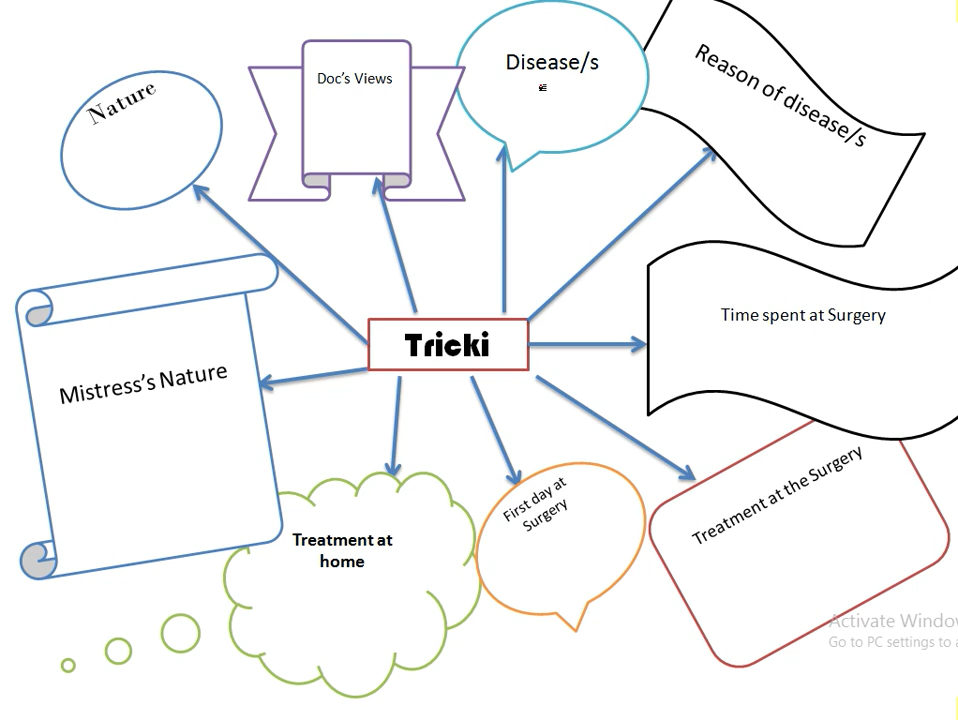 Nature
Doc's Views
Disease/s
Reason of disease/s
Tricki
Time spent at Surgery
Mistress's Nature
Treatment at
home
First day at
Surgery
Treatment at the Surgery
Activate Window
Go to PC settings to a